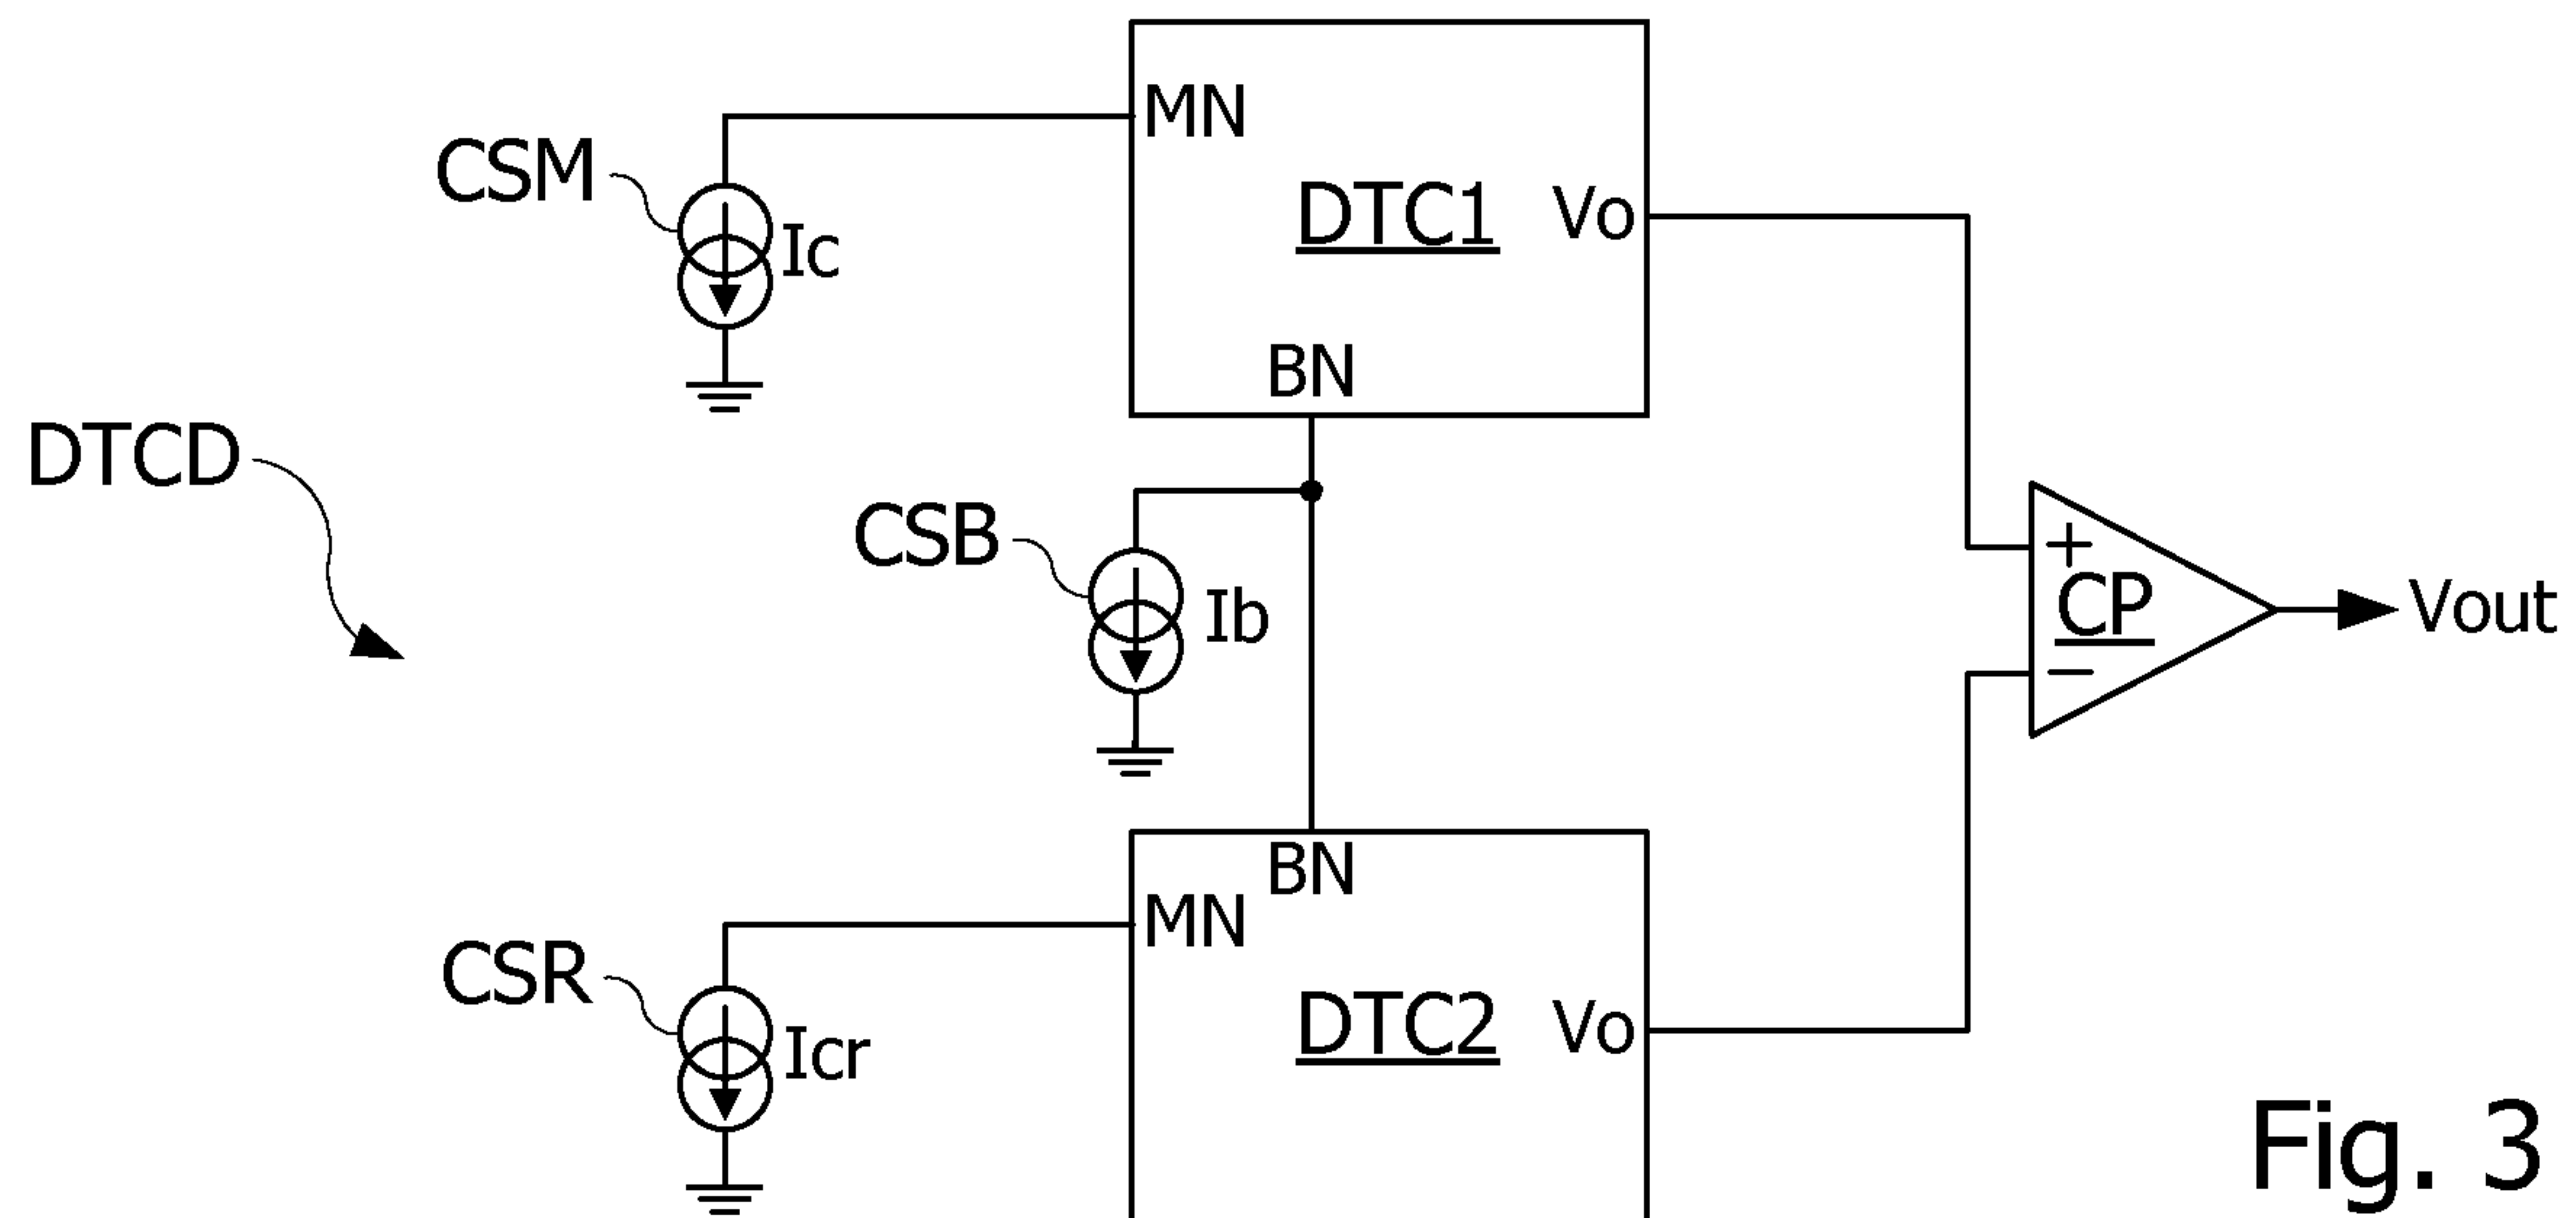 MN
CSM
DTC1
Vo
Ic
BN
DTCD
CSB
+
CP
Ib
Vout
−
BN
MN
CSR
DTC2
Vo
Icr
Fig. 3